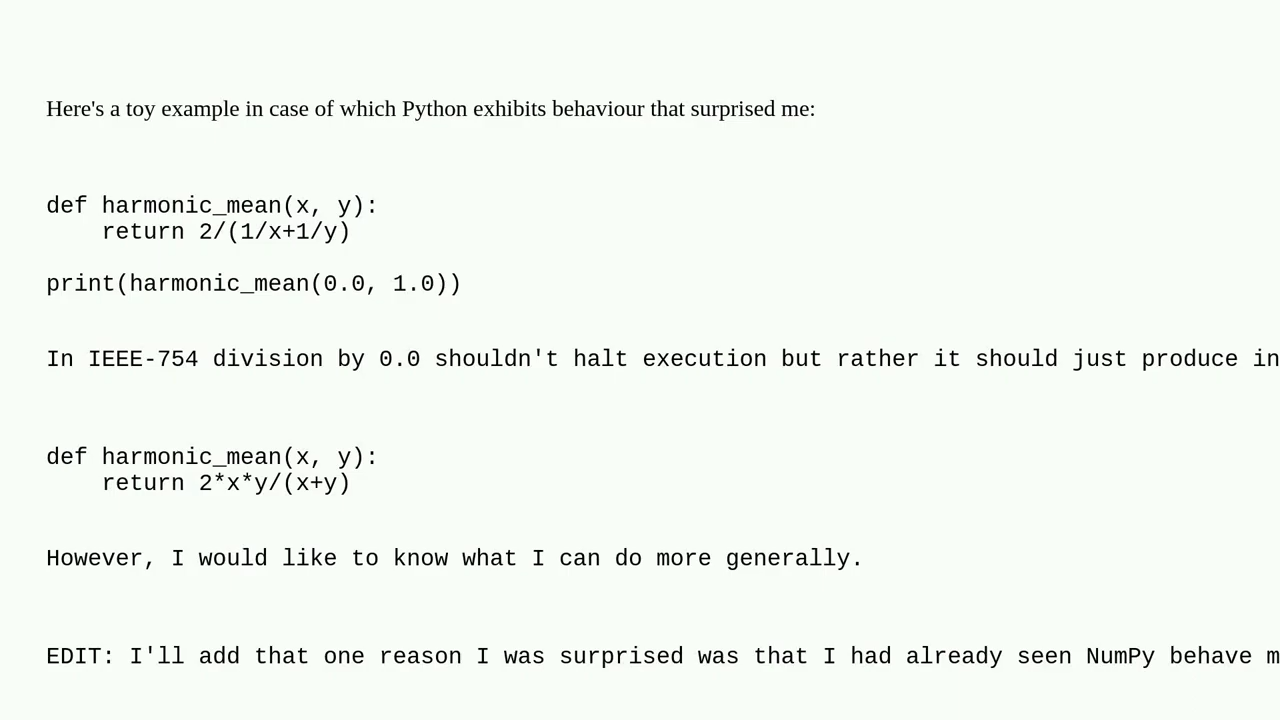 Here's a toy example in case of which Python exhibits behaviour that surprised me:
def harmonic_mean(x, y):
    return 2/(1/x+1/y)
print(harmonic_mean(0.0, 1.0))
In IEEE-754 division by 0.0 shouldn't halt execution but rather it should just produce
def harmonic_mean(x, y):
    return 2*x*y/(x+y)
However, I would like to know what I can do more generally.
EDIT: I'll add that one reason I was surprised was that I had already seen NumPy behave